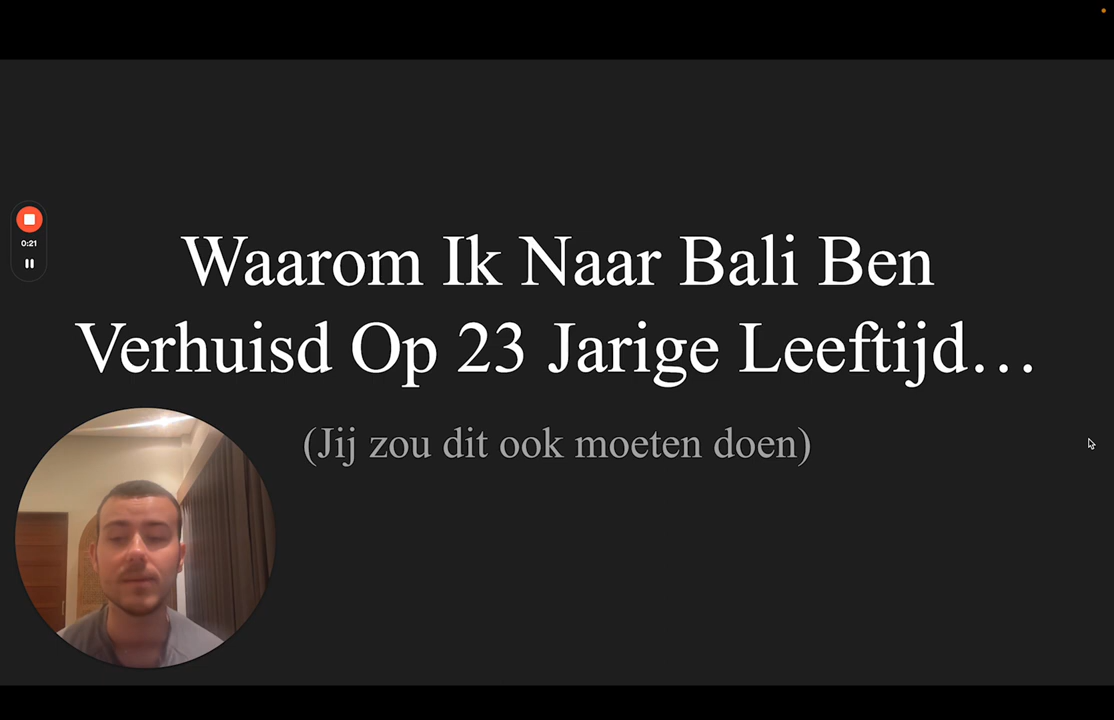 Waarom Ik Naar Bali Ben
Verhuisd Op 23 Jarige Leeftijd...
(Jij zou dit ook moeten doen)
0:21